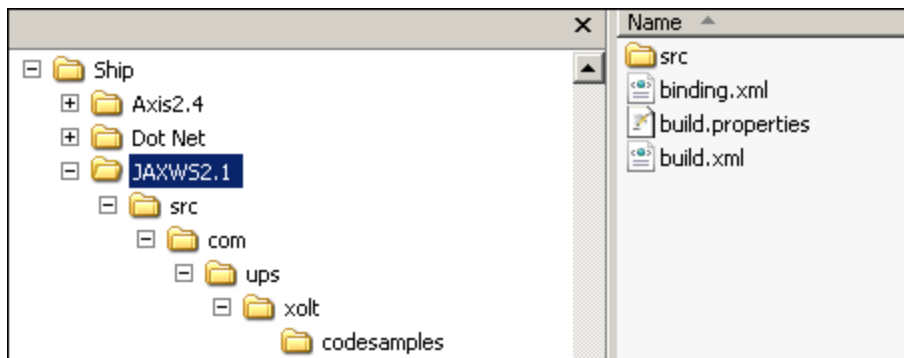 Ship
Axis2.4
Dot Net
JAXWS2.1
src
com
ups
xolt
codesamples
Name
src
binding.xml
build.properties
build.xml